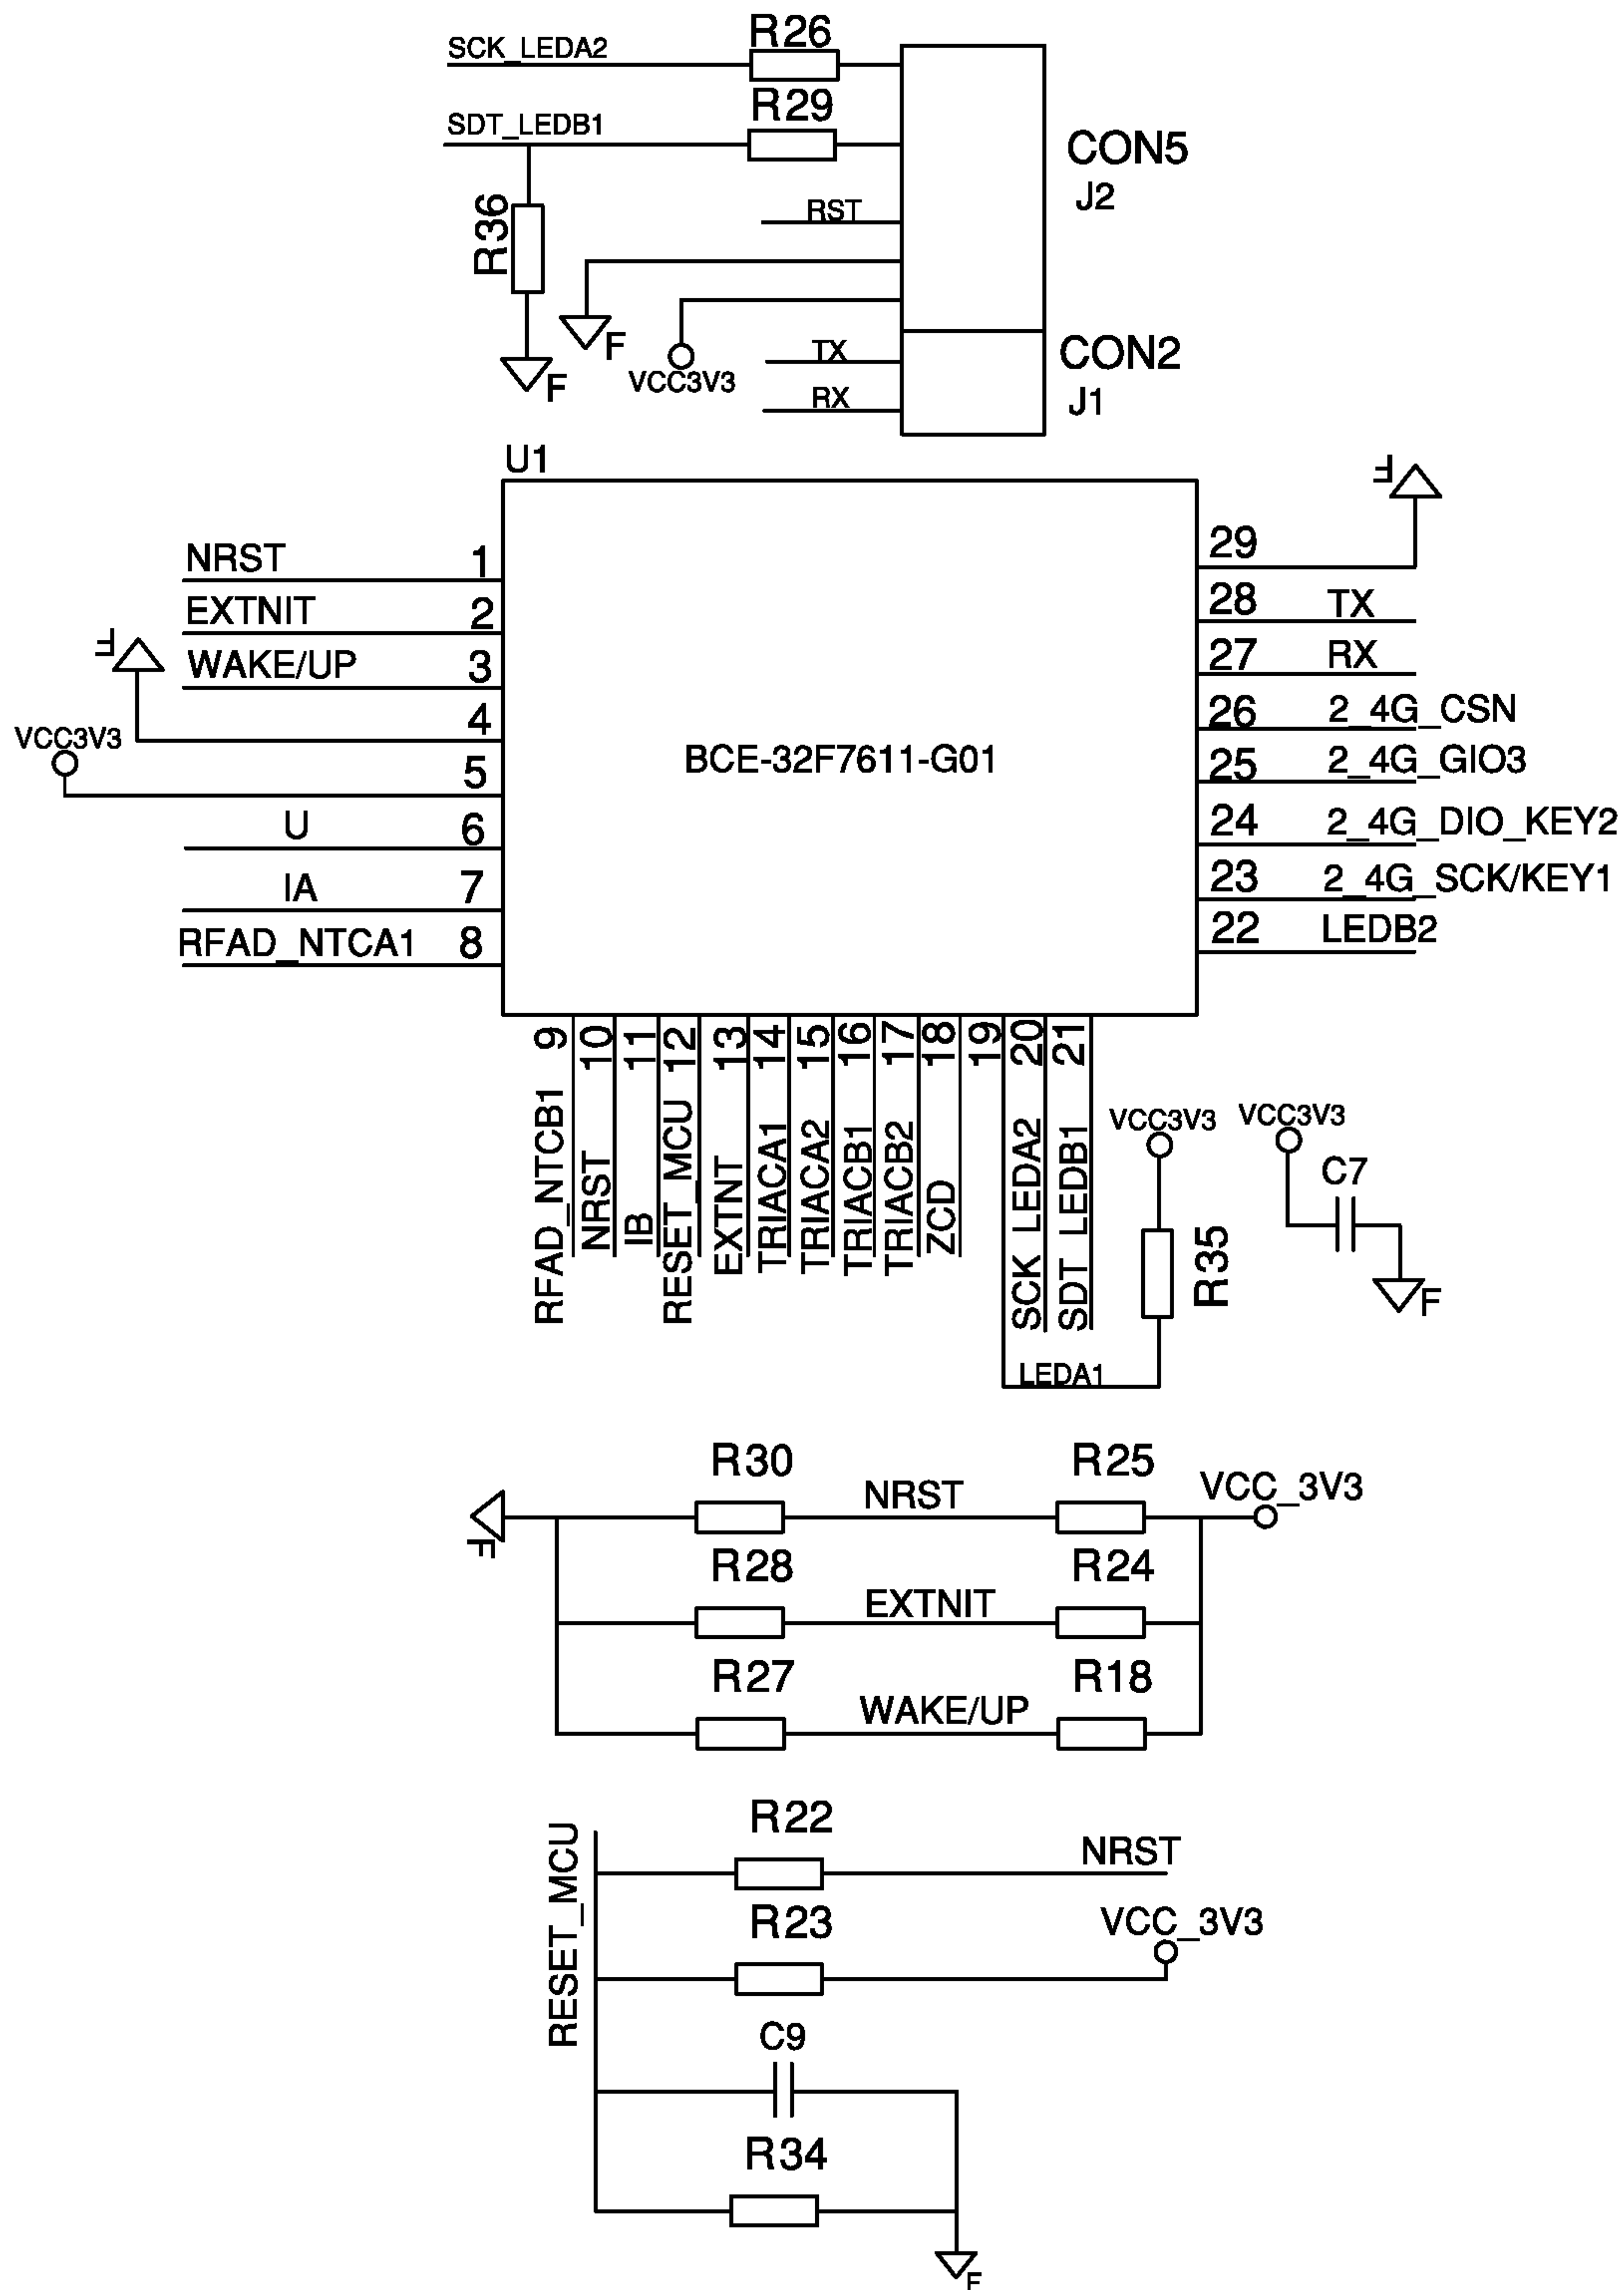 R26
SCK_LEDA2
R29
SDT_LEDB1
CON5
J2
RST
R36
F
F
VCC3V3
TX
CON2
RX
J1
U1
F
NRST 1
EXTNIT 2
F
WAKE/UP 3
4
VCC3V3
5
U 6
IA 7
RFAD_NTCA1 8
BCE-32F7611-G01
29
28 TX
27 RX
26 2_4G_CSN
25 2_4G_GIO3
24 2_4G_DIO_KEY2
23 2_4G_SCK/KEY1
22 LEDB2
RFAD_NTCB1 9
NRST 10
IB 11
RESET_MCU 12
EXTNT 13
TRIACA1 14
TRIACA2 15
TRIACB1 16
TRIACB2 17
ZCD 18
19
SCK LEDA2 20
SDT LEDB1 21
LEDA1
VCC3V3
R35
VCC3V3
C7
F
R30 NRST R25 VCC_3V3
F
R28 EXTNIT R24
R27 WAKE/UP R18
RESET_MCU
R22 NRST
R23 VCC_3V3
C9
R34
F